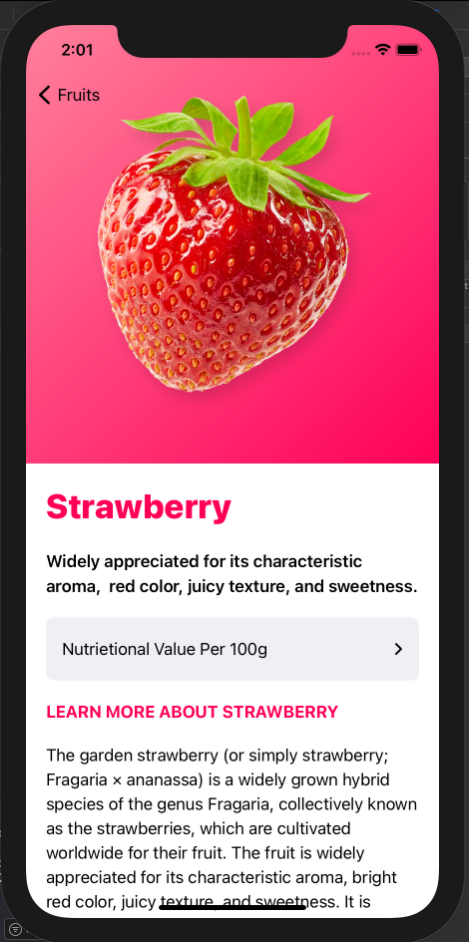 2:01
Fruits
Strawberry
Widely appreciated for its characteristic
aroma,  red color, juicy texture, and sweetness.
Nutrietional Value Per 100g
LEARN MORE ABOUT STRAWBERRY
The garden strawberry (or simply strawberry;
Fragaria × ananassa) is a widely grown hybrid
species of the genus Fragaria, collectively known
as the strawberries, which are cultivated
worldwide for their fruit. The fruit is widely
appreciated for its characteristic aroma, bright
red color, juicy texture, and sweetness. It is